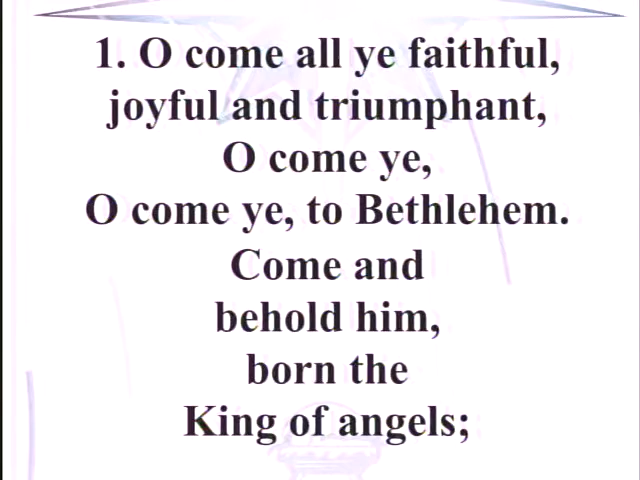 1. O come all ye faithful,
joyful and triumphant,
O come ye,
O come ye, to Bethlehem.
Come and
behold him,
born the
King of angels;